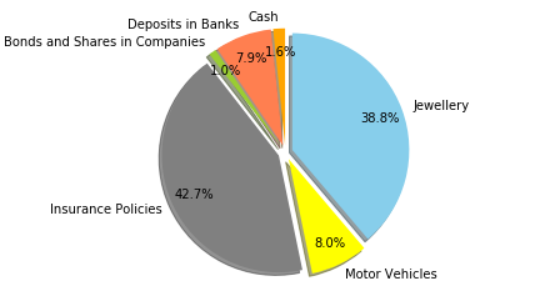 Cash
Deposits in Banks
Bonds and Shares in Companies
7.9%
1.6%
1.0%
Jewellery
38.8%
42.7%
Insurance Policies
8.0%
Motor Vehicles